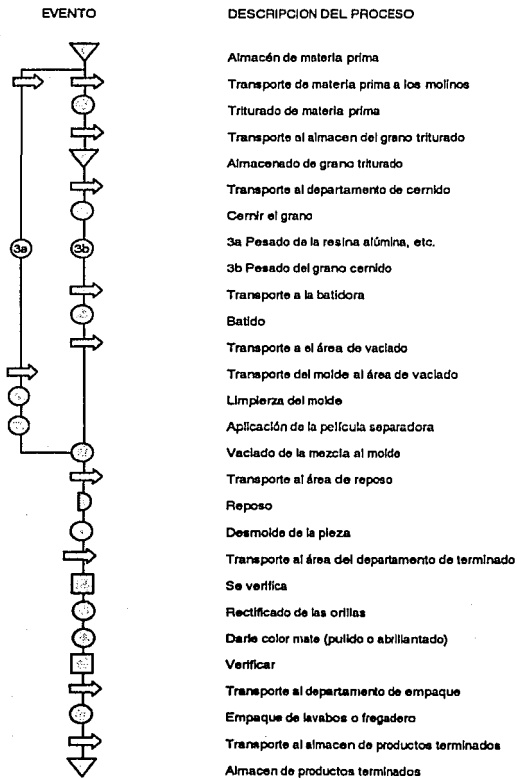 EVENTO DESCRIPCION DEL PROCESO
Almacén de materia prima
Transporte de materia prima a los molinos
Triturado de materia prima
Transporte al almacen del grano triturado
Almacenado de grano triturado
Transporte al departamento de cernido
Cernir el grano
3a 3b 3a Pesado de la resina alúmina, etc.
3b Pesado del grano cernido
Transporte a la batidora
Batido
Transporte a el área de vaciado
Transporte del molde al área de vaciado
Limpierza del molde
Aplicación de la película separadora
Vaciado de la mezcla al molde
Transporte al área de reposo
Reposo
Desmolde de la pieza
Transporte al área del departamento de terminado
Se verifica
Rectificado de las orillas
Darle color mate (pulido o abrillantado)
Verificar
Transporte al departamento de empaque
Empaque de lavabos o fregadero
Transporte al almacen de productos terminados
Almacen de productos terminados